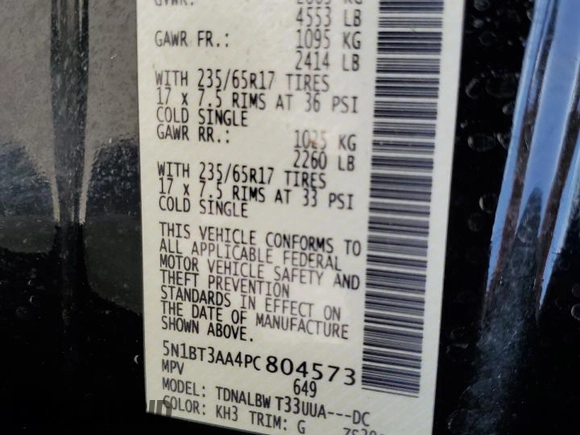 4553 LB
GAWR FR.: 1095 KG
2414 LB
WITH 235/65R17 TIRES
17 x 7.5 RIMS AT 36 PSI
COLD SINGLE
GAWR RR.: 1025 KG
2260 LB
WITH 235/65R17 TIRES
17 x 7.5 RIMS AT 33 PSI
COLD SINGLE
THIS VEHICLE CONFORMS TO
ALL APPLICABLE FEDERAL
MOTOR VEHICLE SAFETY AND
THEFT PREVENTION
STANDARDS IN EFFECT ON
THE DATE OF MANUFACTURE
SHOWN ABOVE.
5N1BT3AA4PC804573
MPV 649
MODEL: TDNALBW T33UUA---DC
COLOR: KH3 TRIM: G